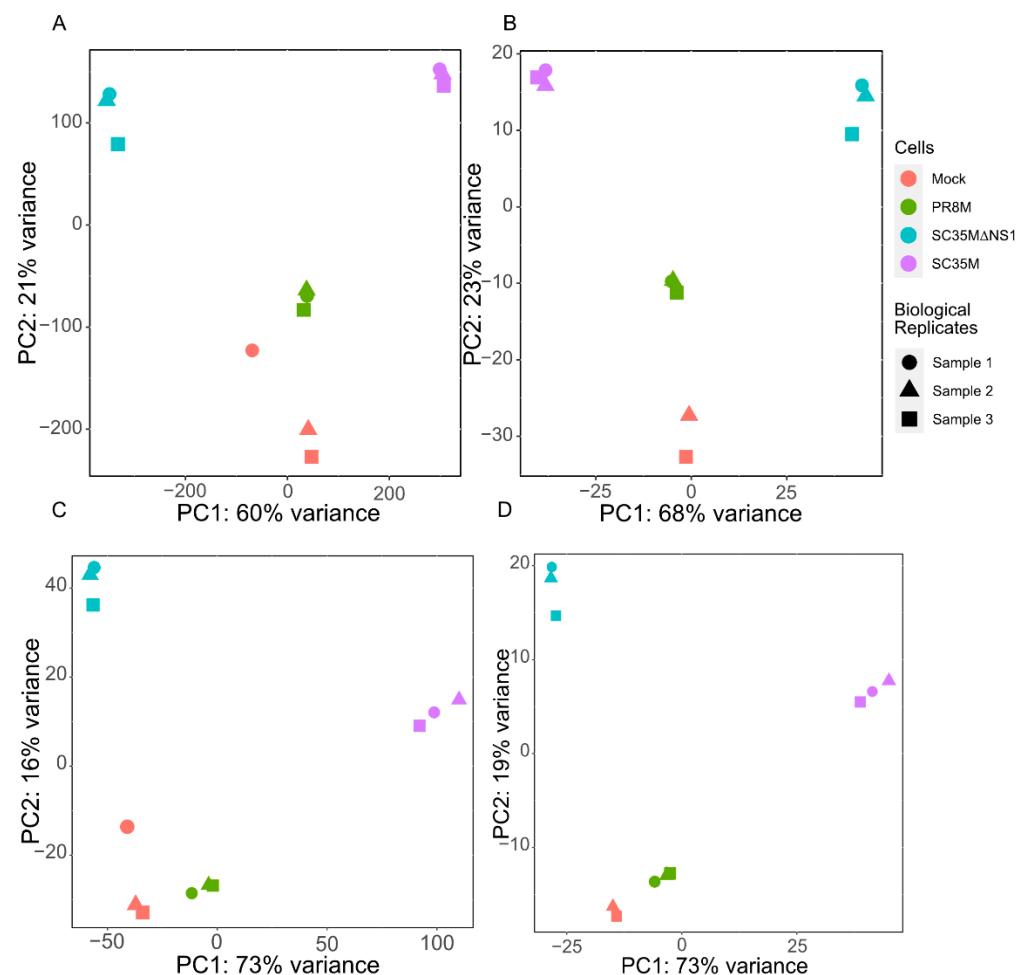 A
B
100
0
−100
−200
PC2: 21% variance
−200
0
200
PC1: 60% variance
20
10
0
−10
−20
−30
PC2: 23% variance
−25
0
25
PC1: 68% variance
Cells
Mock
PR8M
SC35MΔNS1
SC35M
Biological
Replicates
Sample 1
Sample 2
Sample 3
C
D
40
20
0
−20
PC2: 16% variance
−50
0
50
100
PC1: 73% variance
20
10
0
−10
PC2: 19% variance
−25
0
25
PC1: 73% variance